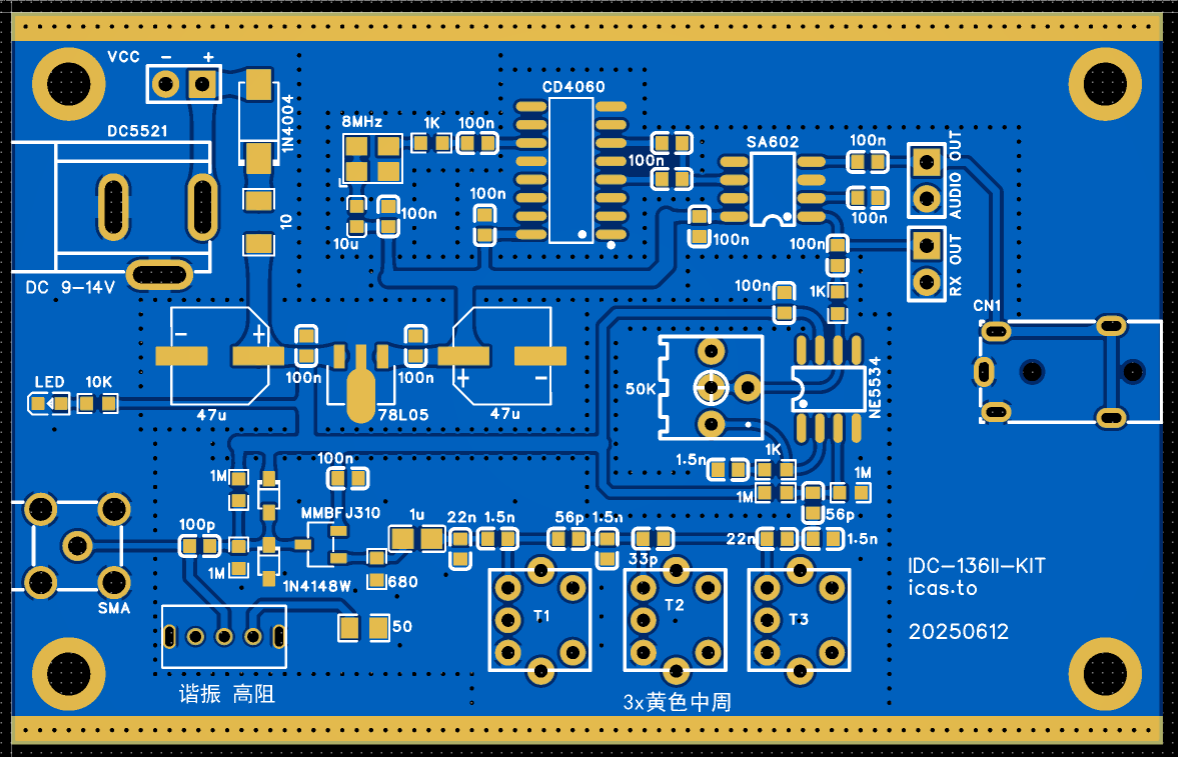 VCC - +
1N4004
DC5521
10
DC 9-14V
8MHz
1K
100n
CD4060
100n
SA602
100n
AUDIO OUT
100n
100n
10u
100n
100n
100n
RX OUT
100n
1K
CN1
- +
47u
100n
78L05
100n
+ -
47u
LED
10K
50K
NE5534
1M
100n
1.5n
1K
1M
1M
56p
MMBFJ310
1u
22n
1.5n
56p
1.5n
33p
22n
1.5n
100p
1M
1N4148W
680
SMA
50
T1
T2
T3
谐振 高阻
3x黄色中周
IDC-136II-KIT
icas.to
20250612